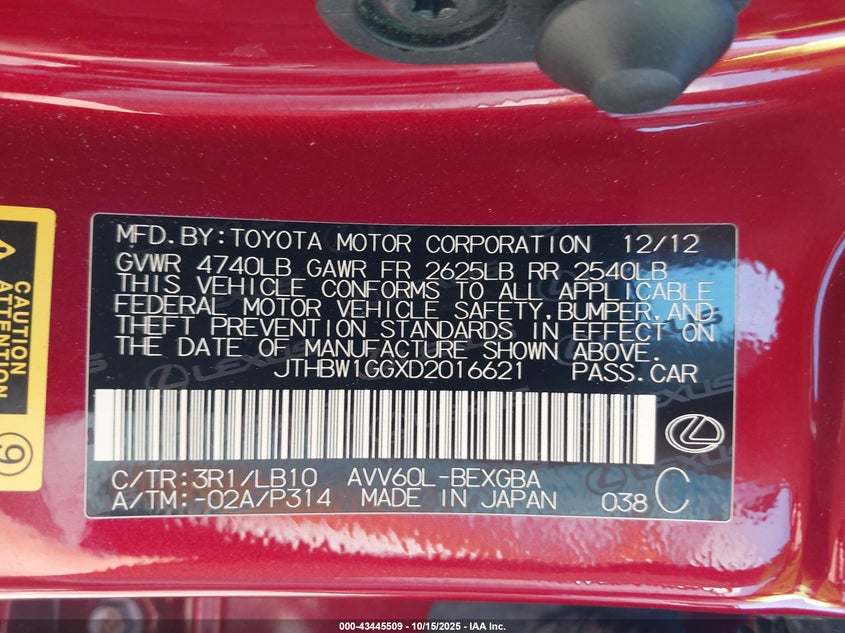 MFD.BY:TOYOTA MOTOR CORPORATION 12/12
GVWR 4740LB GAWR FR 2625LB RR 2540LB
THIS VEHICLE CONFORMS TO ALL APPLICABLE
FEDERAL MOTOR VEHICLE SAFETY,BUMPER,AND
THEFT PREVENTION STANDARDS IN EFFECT ON
THE DATE OF MANUFACTURE SHOWN ABOVE.
JTHBW1GGXD2016621 PASS.CAR
C/TR:3R1/LB10 AVV60L-BEXGBA
A/TM:-02A/P314 MADE IN JAPAN 038 C
CAUTION
ATTENTION
9
LEXUS
000-43445509 - 10/15/2025 - IAA Inc.